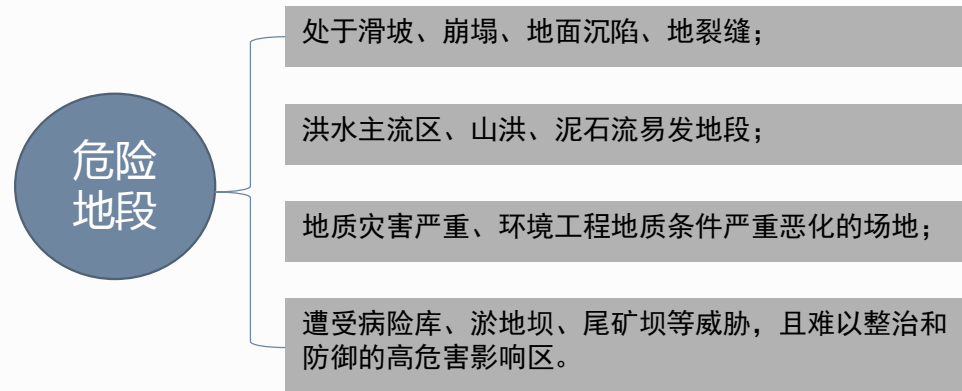 危险
地段
处于滑坡、崩塌、地面沉陷、地裂缝；
洪水主流区、山洪、泥石流易发地段；
地质灾害严重、环境工程地质条件严重恶化的场地；
遭受病险库、淤地坝、尾矿坝等威胁，且难以整治和
防御的高危害影响区。